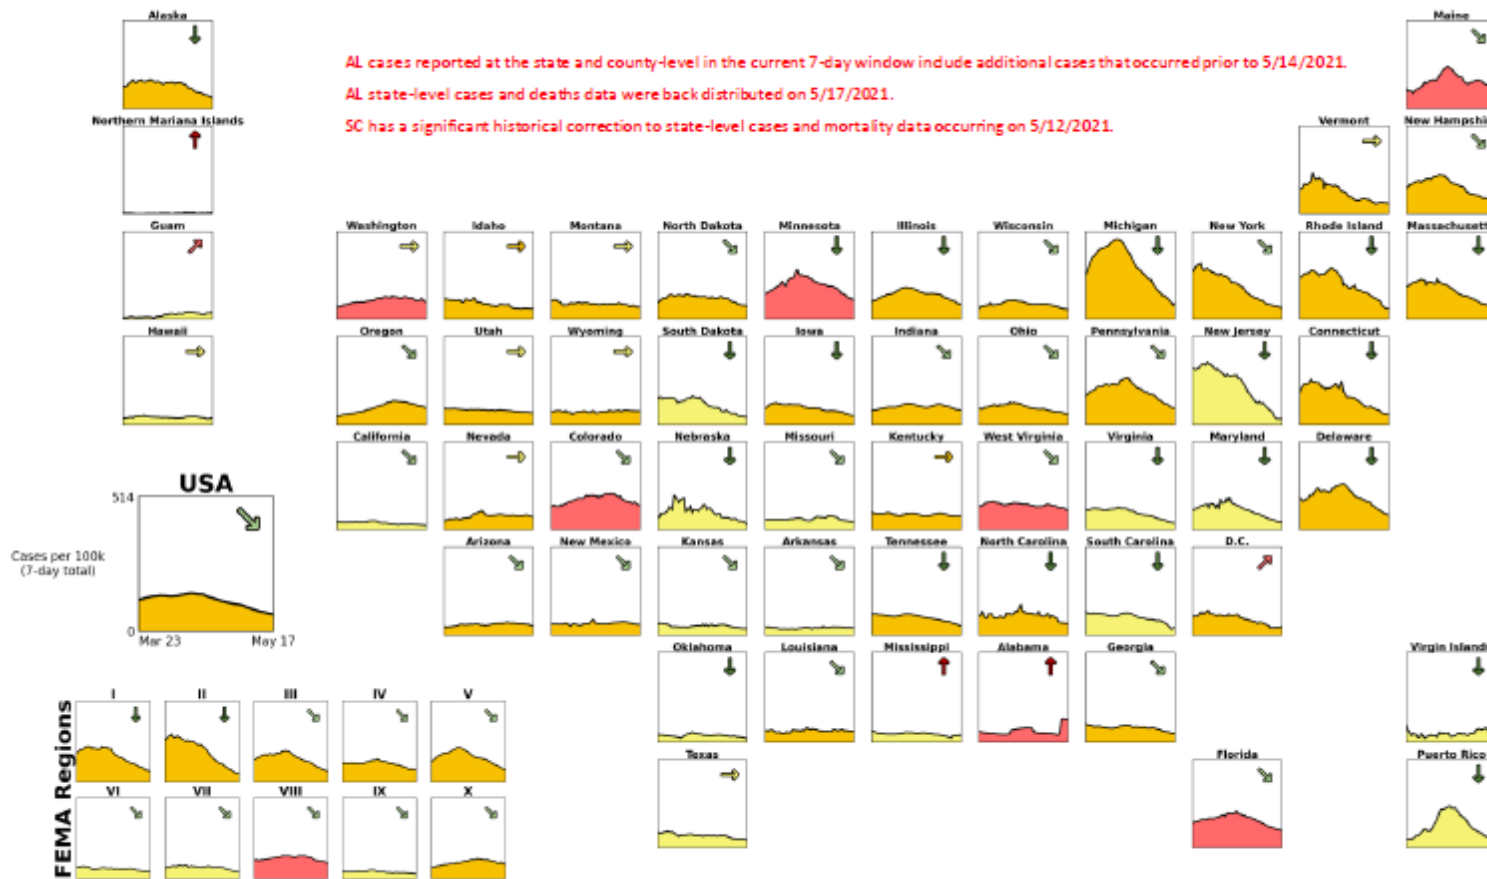 Alaska
Maine
AL cases reported at the state and county-level in the current 7-day window include additional cases that occurred prior to 5/14/2021.
AL state-level cases and deaths data were back distributed on 5/17/2021.
SC has a significant historical correction to state-level cases and mortality data occurring on 5/12/2021.
Northern Mariana Islands
Vermont New Hampshir
Guam Washington Idaho Montana North Dakota Minnesota Illinois Wisconsin Michigan New York Rhode Island Massachusett
Hawaii Oregon Utah Wyoming South Dakota Iowa Indiana Ohio Pennsylvania New Jersey Connecticut
California Nevada Colorado Nebraska Missouri Kentucky West Virginia Virginia Maryland Delaware
USA
514
Cases per 100k
(7-day total)
0
Mar 23 May 17
Arizona New Mexico Kansas Arkansas Tennessee North Carolina South Carolina D.C.
Oklahoma Louisiana Mississippi Alabama Georgia Virgin Islands
Texas Florida Puerto Rico
FEMA Regions
I II III IV V
VI VII VIII IX X